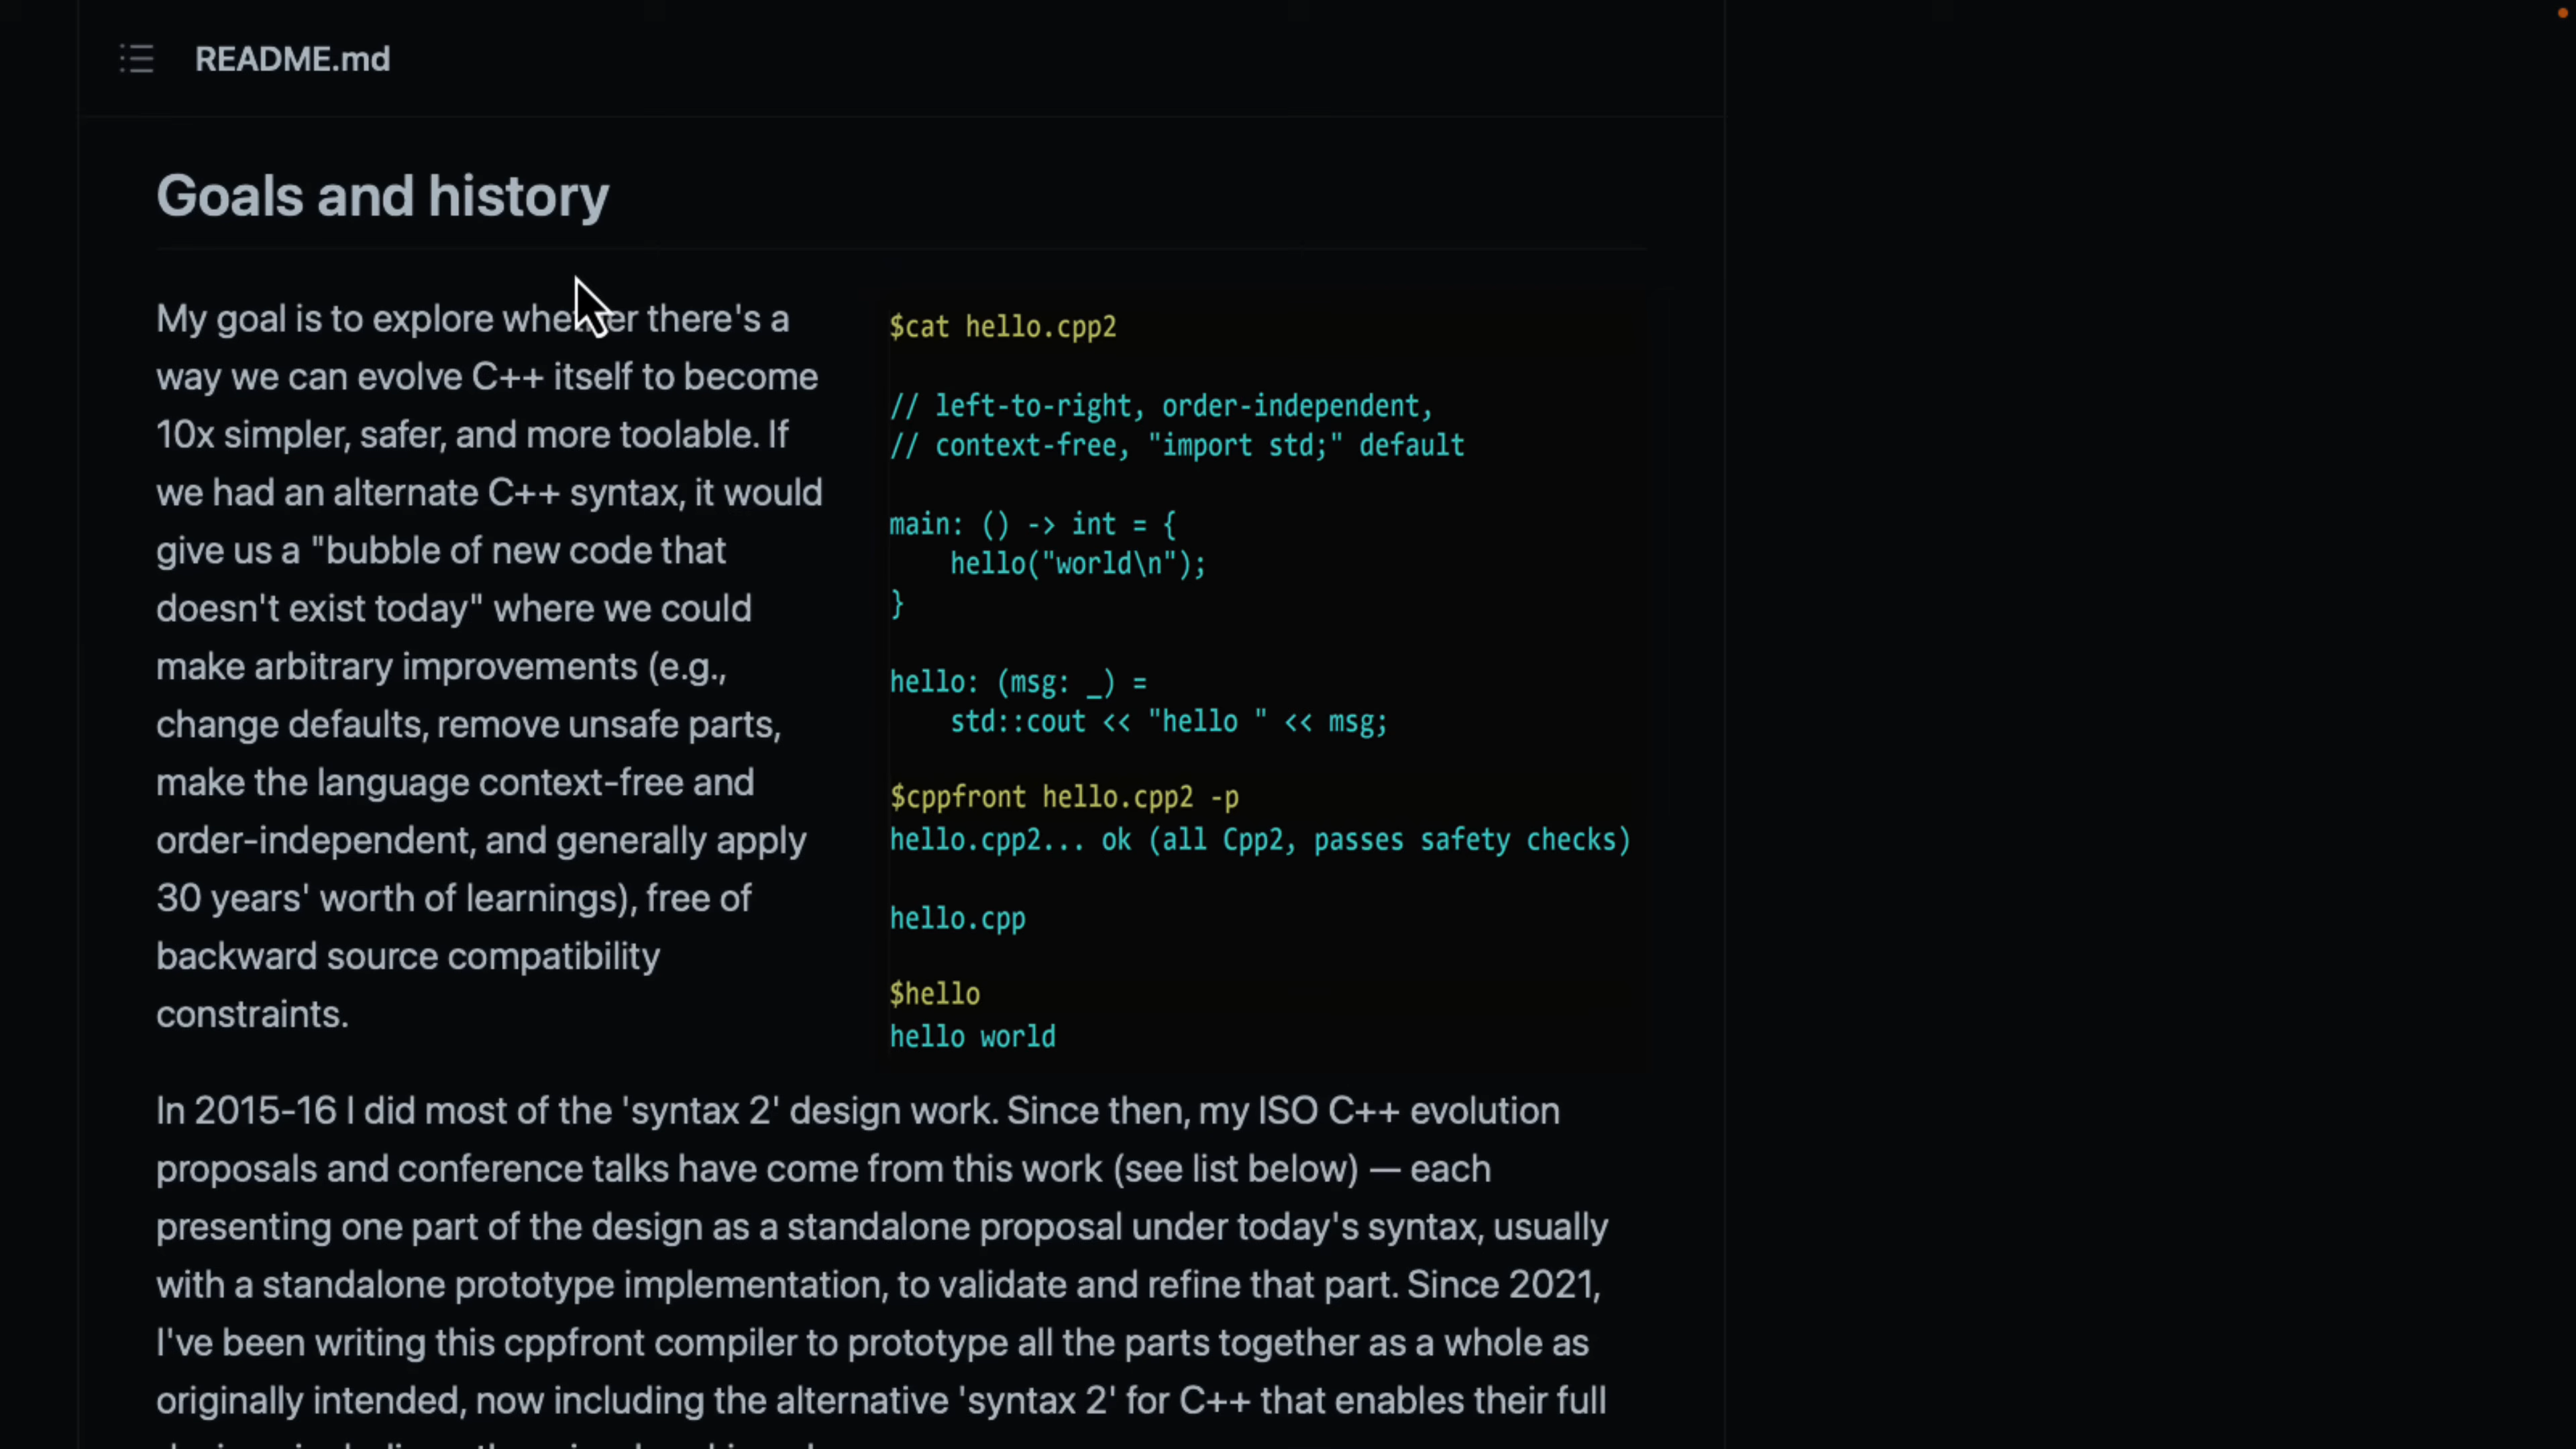 README.md
Goals and history
My goal is to explore whether there's a
way we can evolve C++ itself to become
10x simpler, safer, and more toolable. If
we had an alternate C++ syntax, it would
give us a "bubble of new code that
doesn't exist today" where we could
make arbitrary improvements (e.g.,
change defaults, remove unsafe parts,
make the language context-free and
order-independent, and generally apply
30 years' worth of learnings), free of
backward source compatibility
constraints.
$cat hello.cpp2
// left-to-right, order-independent,
// context-free, "import std;" default
main: () -> int = {
    hello("world\n");
}
hello: (msg: _) =
    std::cout << "hello " << msg;
$cppfront hello.cpp2 -p
hello.cpp2... ok (all Cpp2, passes safety checks)
hello.cpp
$hello
hello world
In 2015-16 I did most of the 'syntax 2' design work. Since then, my ISO C++ evolution
proposals and conference talks have come from this work (see list below) — each
presenting one part of the design as a standalone proposal under today's syntax, usually
with a standalone prototype implementation, to validate and refine that part. Since 2021,
I've been writing this cppfront compiler to prototype all the parts together as a whole as
originally intended, now including the alternative 'syntax 2' for C++ that enables their full